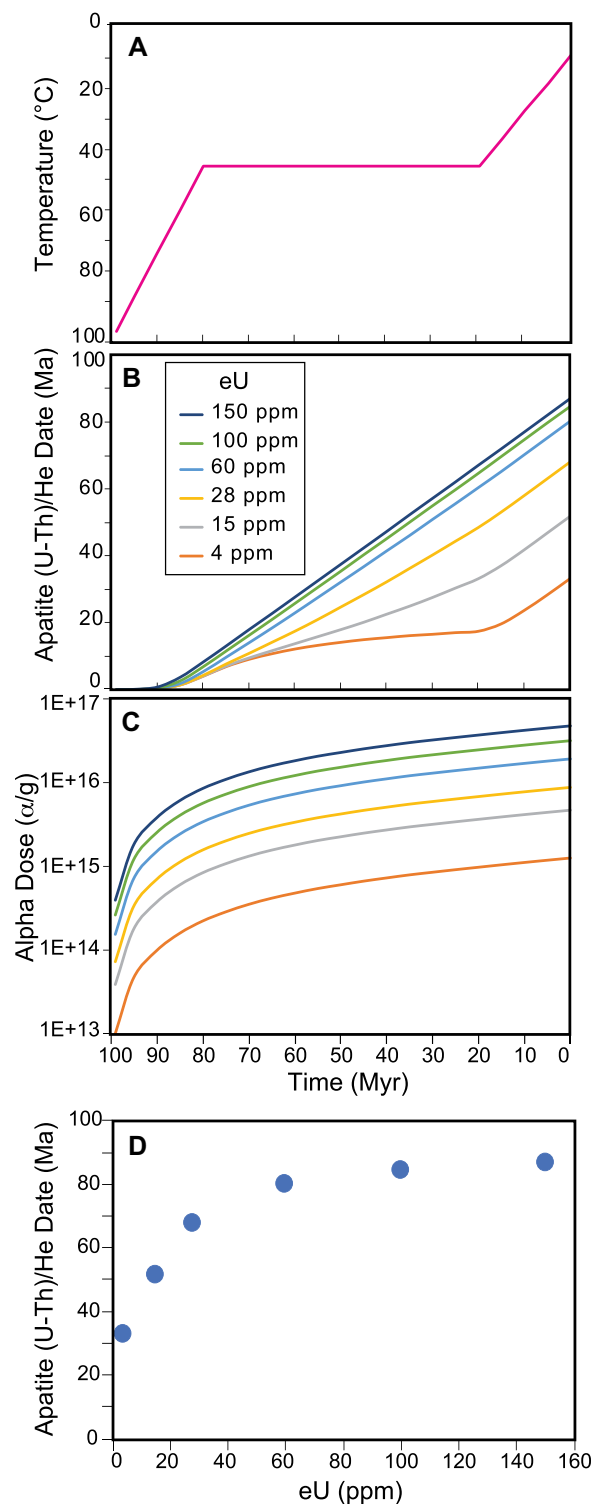 A
Temperature (°C)
0
20
40
60
80
100
B
Apatite (U-Th)/He Date (Ma)
100
80
60
40
20
0
eU
150 ppm
100 ppm
60 ppm
28 ppm
15 ppm
4 ppm
C
Alpha Dose (α/g)
1E+17
1E+16
1E+15
1E+14
1E+13
100 90 80 70 60 50 40 30 20 10 0
Time (Myr)
D
Apatite (U-Th)/He Date (Ma)
100
80
60
40
20
0
0 20 40 60 80 100 120 140 160
eU (ppm)